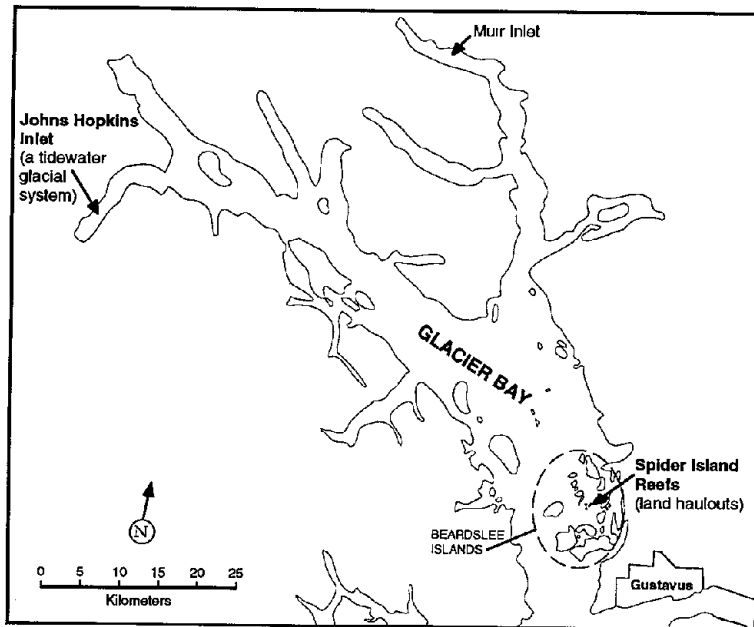 Muir Inlet
Johns Hopkins
Inlet
(a tidewater
glacial
system)
GLACIER BAY
Spider Island
Reefs
(land haulouts)
BEARDSLEE
ISLANDS
N
Gustavus
0 5 10 15 20 25
Kilometers